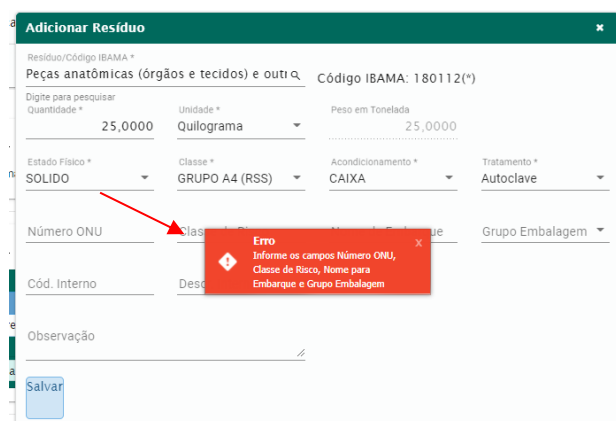 Adicionar Resíduo ×
Resíduo/Código IBAMA *
Peças anatômicas (órgãos e tecidos) e outr
Código IBAMA: 180112(*)
Digite para pesquisar
Quantidade * Unidade * Peso em Tonelada
25,0000 Quilograma 25,0000
Estado Físico * Classe * Acondicionamento * Tratamento *
SOLIDO GRUPO A4 (RSS) CAIXA Autoclave
Número ONU Grupo Embalagem
Erro x
Informe os campos Número ONU,
Classe de Risco, Nome para
Embarque e Grupo Embalagem
Cód. Interno Desc
Observação
Salvar